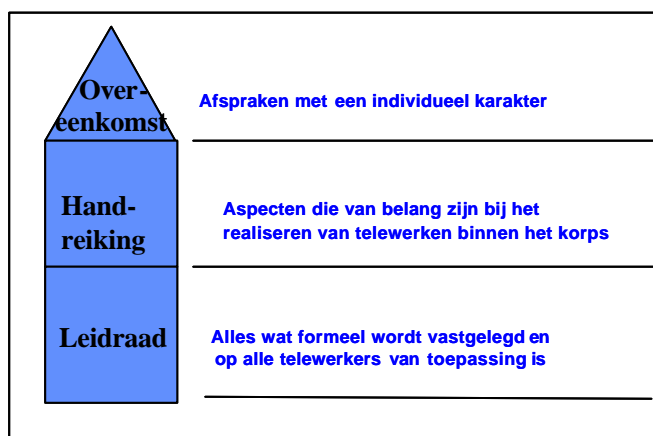 Over-
eenkomst
Afspraken met een individueel karakter
Hand-
reiking
Aspecten die van belang zijn bij het
realiseren van telewerken binnen het korps
Leidraad
Alles wat formeel wordt vastgelegd en
op alle telewerkers van toepassing is